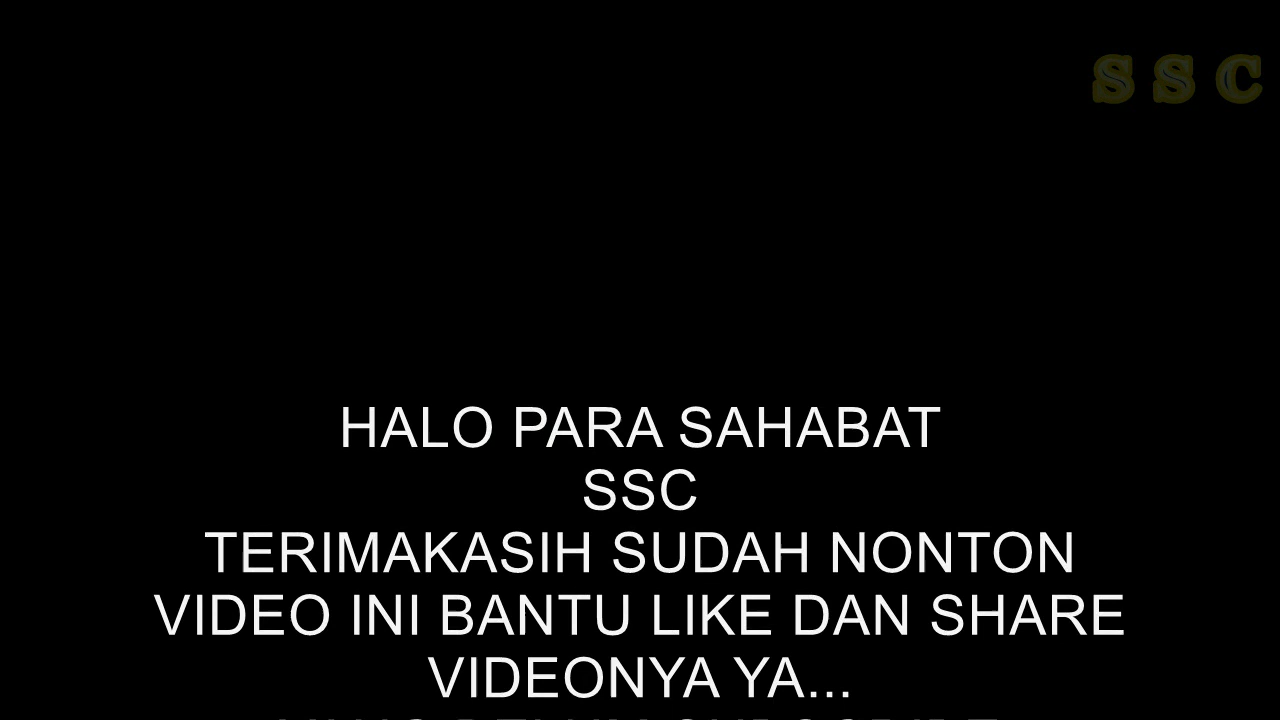 S S C
HALO PARA SAHABAT
SSC
TERIMAKASIH SUDAH NONTON
VIDEO INI BANTU LIKE DAN SHARE
VIDEONYA YA...